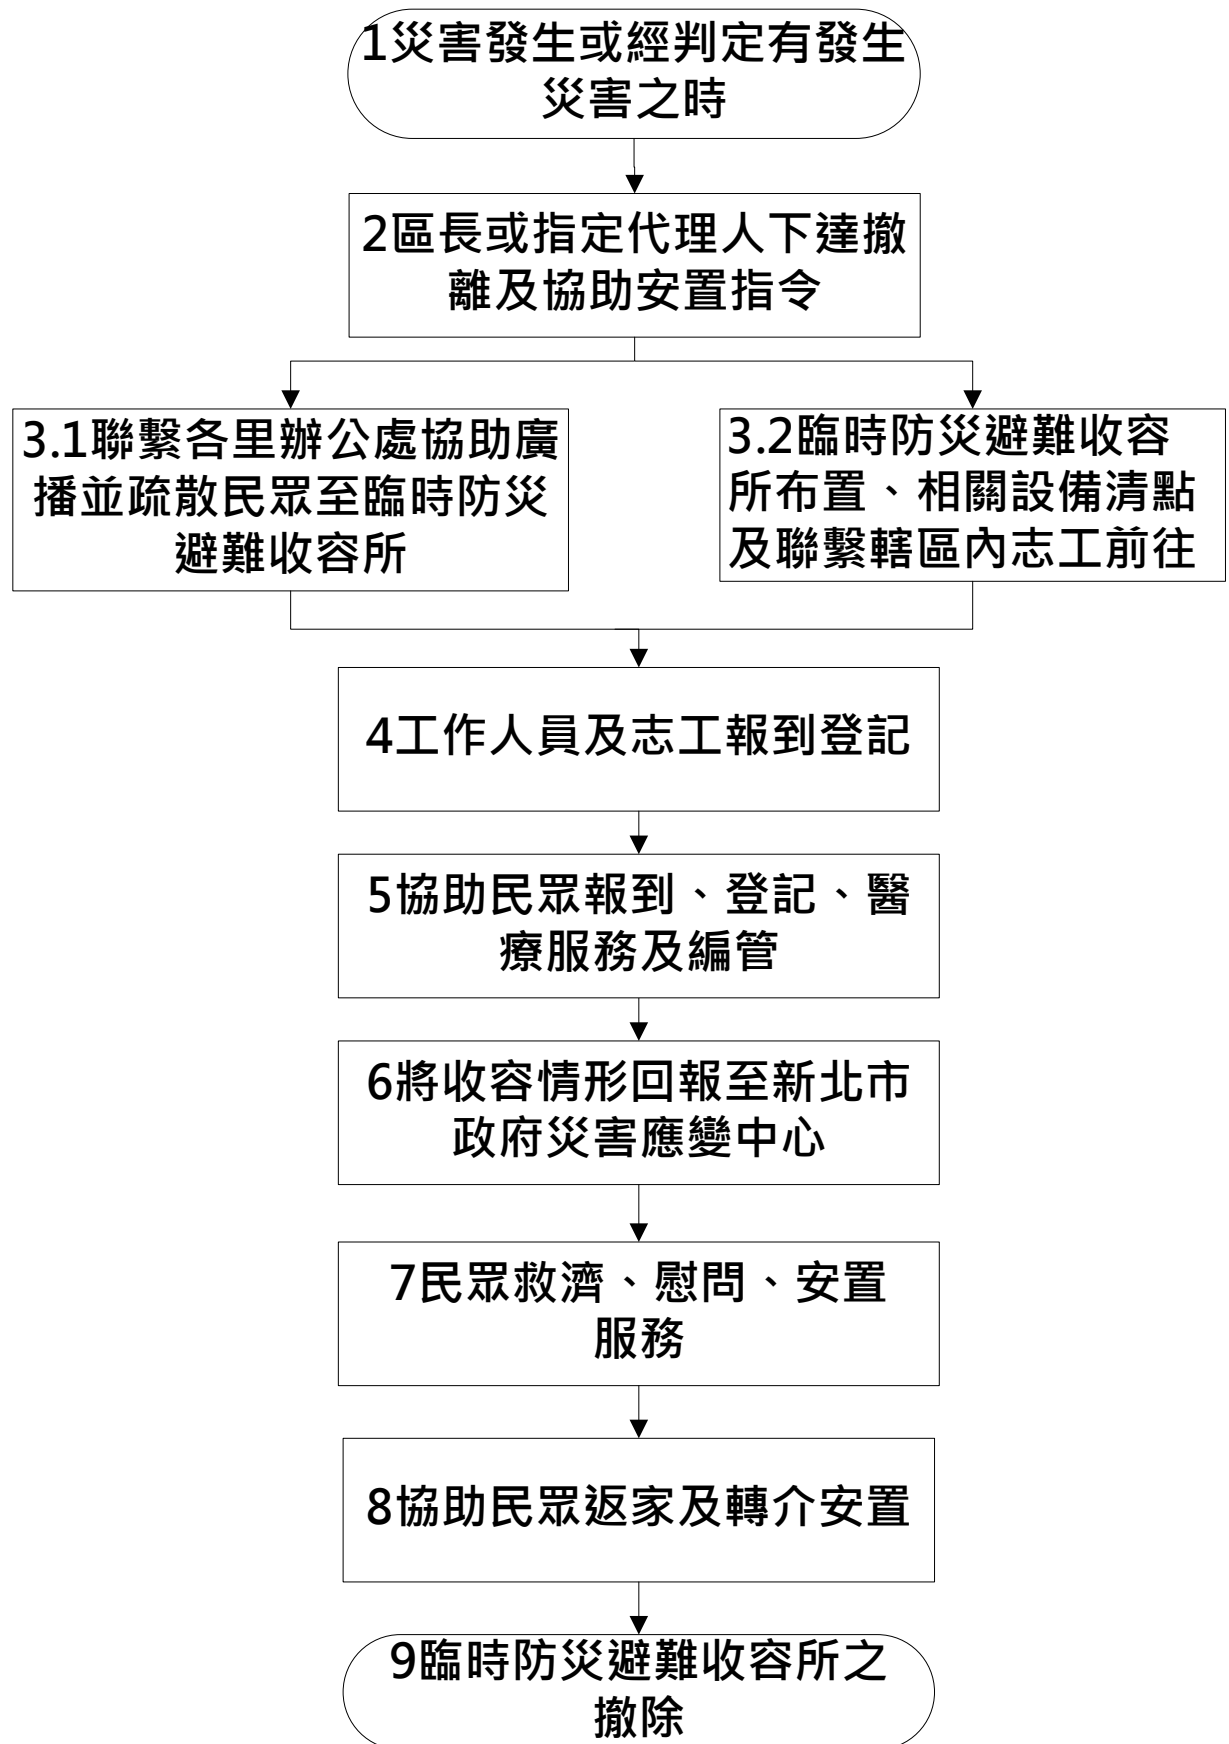 1災害發生或經判定有發生
災害之時
2區長或指定代理人下達撤
離及協助安置指令
3.1聯繫各里辦公處協助廣
播並疏散民眾至臨時防災
避難收容所
3.2臨時防災避難收容
所布置、相關設備清點
及聯繫轄區內志工前往
4工作人員及志工報到登記
5協助民眾報到、登記、醫
療服務及編管
6將收容情形回報至新北市
政府災害應變中心
7民眾救濟、慰問、安置
服務
8協助民眾返家及轉介安置
9臨時防災避難收容所之
撤除